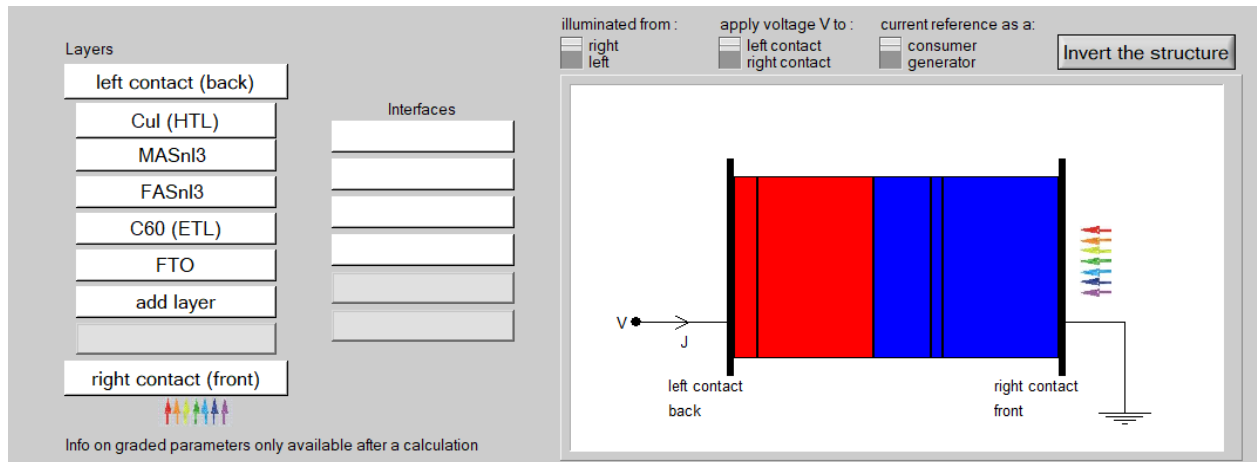 Layers
left contact (back)
CuI (HTL)
MASnI3
FASnI3
C60 (ETL)
FTO
add layer
right contact (front)
Info on graded parameters only available after a calculation
Interfaces
illuminated from :
right
left
apply voltage V to :
left contact
right contact
current reference as a:
consumer
generator
Invert the structure
V
J
left contact
back
right contact
front